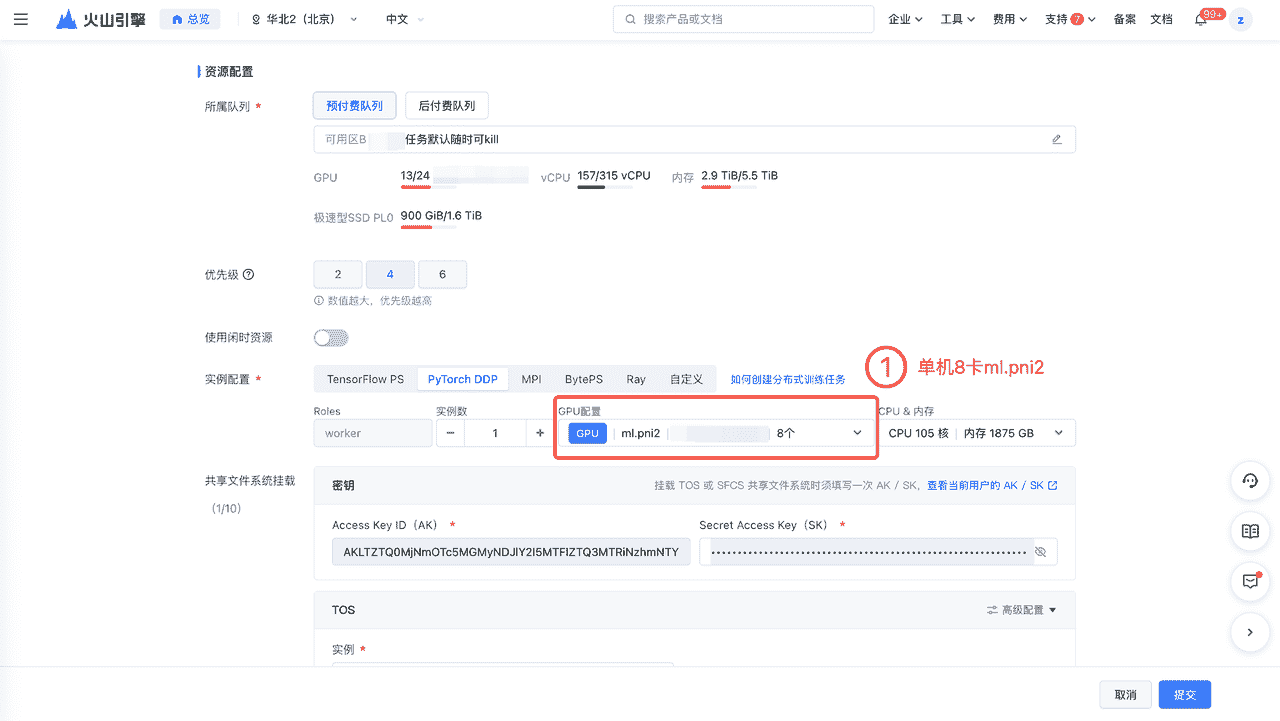 火山引擎 总览 华北2（北京） 中文 搜索产品或文档 企业 工具 费用 支持 7 备案 文档 99+ z
资源配置
所属队列 * 预付费队列 后付费队列
可用区B 任务默认随时可kill
GPU 13/24 vCPU 157/315 vCPU 内存 2.9 TiB/5.5 TiB
极速型SSD PL0 900 GiB/1.6 TiB
优先级 2 4 6
数值越大，优先级越高
使用闲时资源
① 单机8卡ml.pni2
实例配置 * TensorFlow PS PyTorch DDP MPI BytePS Ray 自定义 如何创建分布式训练任务
Roles 实例数 GPU配置 CPU & 内存
worker − 1 + GPU ml.pni2 8个 CPU 105 核 内存 1875 GB
共享文件系统挂载 密钥 挂载 TOS 或 SFCS 共享文件系统时须填写一次 AK / SK，查看当前用户的 AK / SK
（1/10）
Access Key ID（AK） * Secret Access Key（SK） *
TOS 高级配置
实例 *
取消 提交